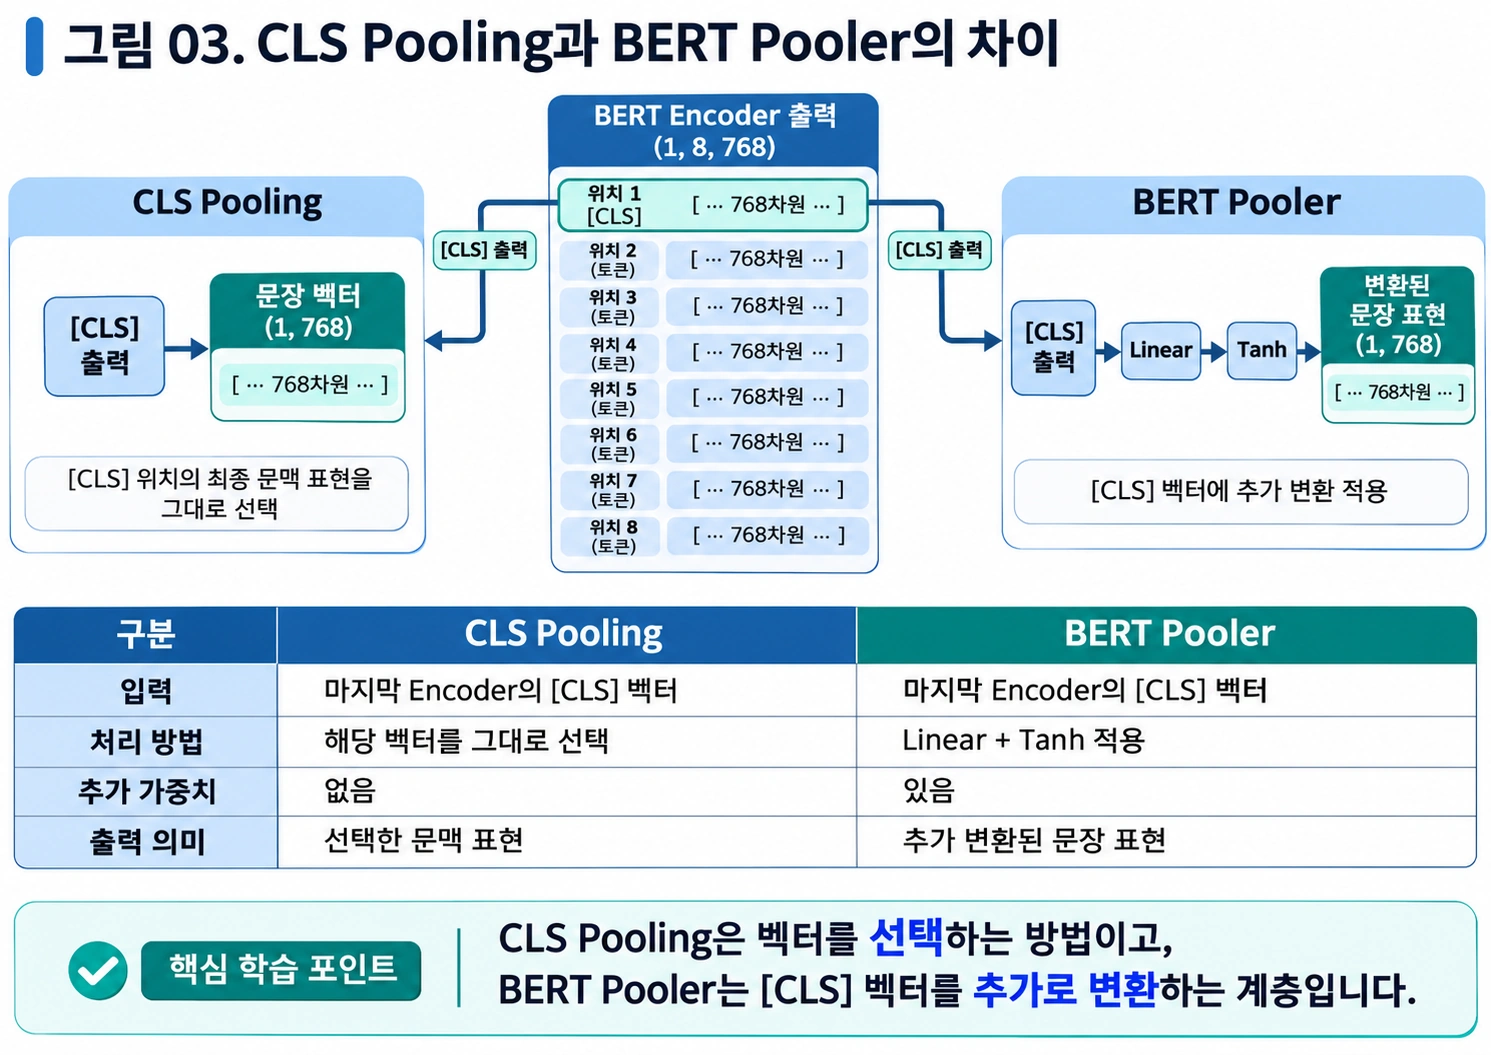 그림 03. CLS Pooling과 BERT Pooler의 차이
CLS Pooling
[CLS]
출력
문장 벡터
(1, 768)
[ ··· 768차원 ··· ]
[CLS] 위치의 최종 문맥 표현을
그대로 선택
[CLS] 출력
BERT Encoder 출력
(1, 8, 768)
위치 1
[CLS]
[ ··· 768차원 ··· ]
위치 2
(토큰)
[ ··· 768차원 ··· ]
위치 3
(토큰)
[ ··· 768차원 ··· ]
위치 4
(토큰)
[ ··· 768차원 ··· ]
위치 5
(토큰)
[ ··· 768차원 ··· ]
위치 6
(토큰)
[ ··· 768차원 ··· ]
위치 7
(토큰)
[ ··· 768차원 ··· ]
위치 8
(토큰)
[ ··· 768차원 ··· ]
[CLS] 출력
BERT Pooler
[CLS]
출력
Linear
Tanh
변환된
문장 표현
(1, 768)
[ ··· 768차원 ··· ]
[CLS] 벡터에 추가 변환 적용
구분 CLS Pooling BERT Pooler
입력 마지막 Encoder의 [CLS] 벡터 마지막 Encoder의 [CLS] 벡터
처리 방법 해당 벡터를 그대로 선택 Linear + Tanh 적용
추가 가중치 없음 있음
출력 의미 선택한 문맥 표현 추가 변환된 문장 표현
핵심 학습 포인트
CLS Pooling은 벡터를 선택하는 방법이고,
BERT Pooler는 [CLS] 벡터를 추가로 변환하는 계층입니다.